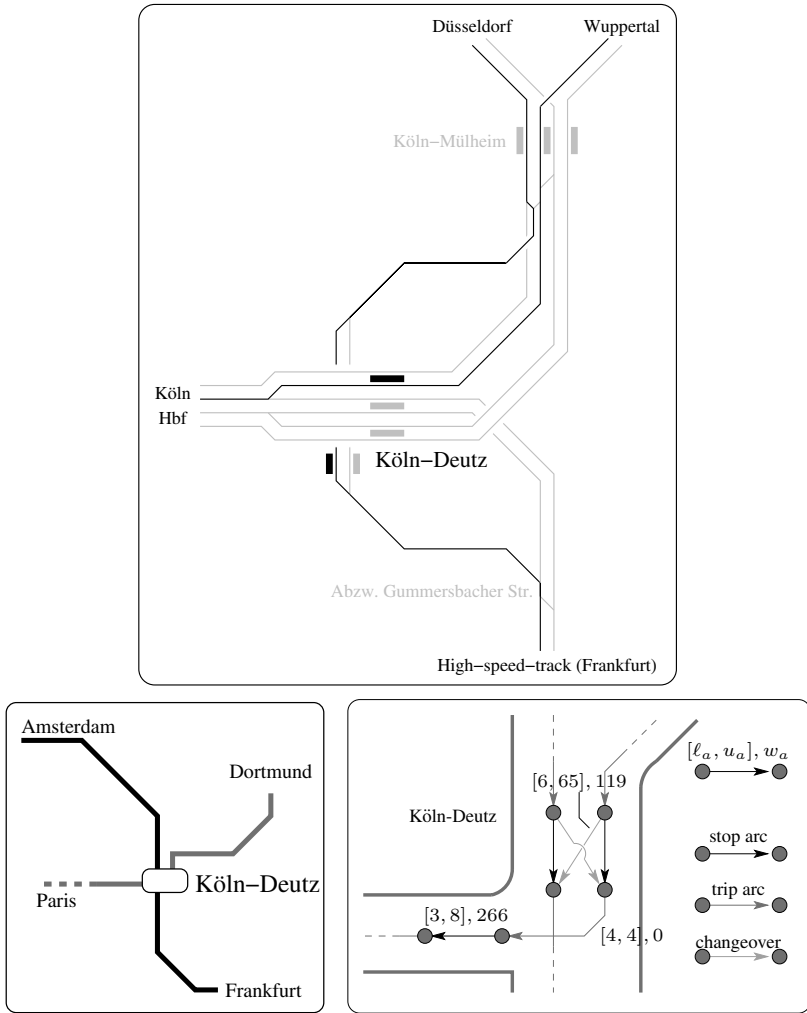 Düsseldorf Wuppertal
Köln−Mülheim
Köln
Hbf
Köln−Deutz
Abzw. Gummersbacher Str.
High−speed−track (Frankfurt)
Amsterdam
Dortmund
Köln−Deutz
Paris
Frankfurt
[ℓₐ, uₐ], wₐ
[6, 65], 119
Köln-Deutz
stop arc
trip arc
[3, 8], 266
[4, 4], 0
changeover